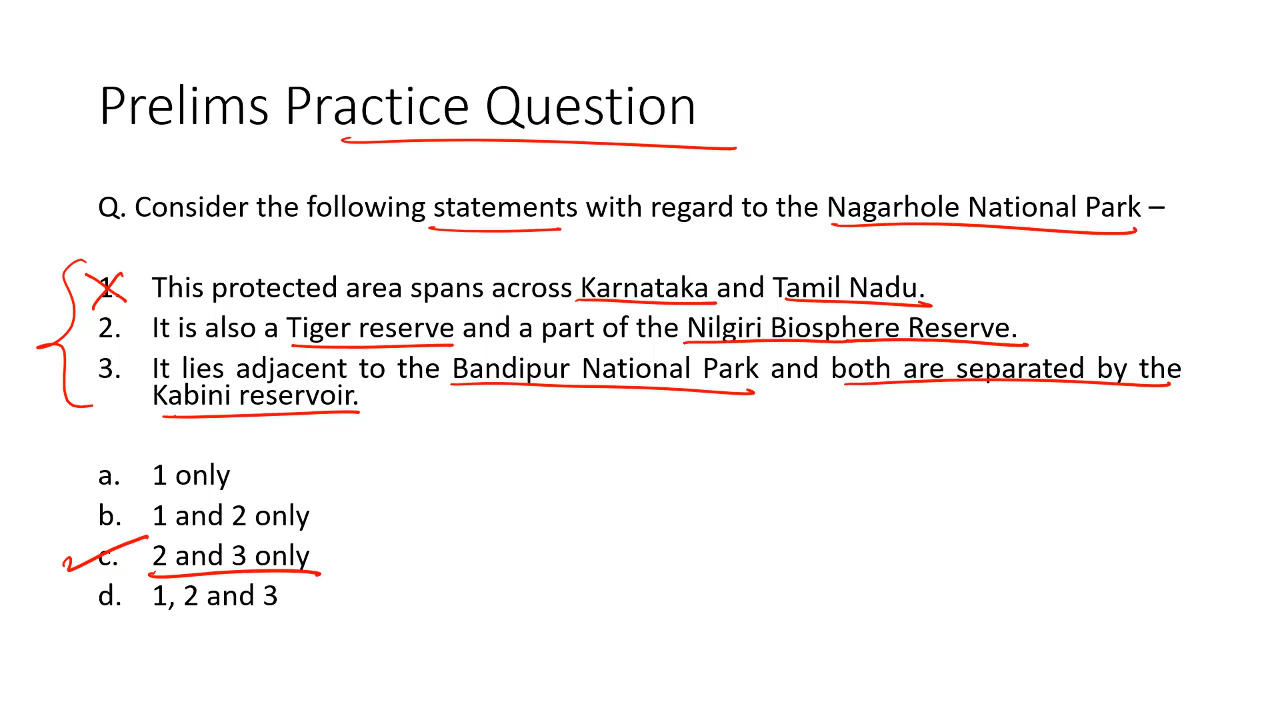 Prelims Practice Question
Q. Consider the following statements with regard to the Nagarhole National Park –
1. This protected area spans across Karnataka and Tamil Nadu.
2. It is also a Tiger reserve and a part of the Nilgiri Biosphere Reserve.
3. It lies adjacent to the Bandipur National Park and both are separated by the
Kabini reservoir.
a. 1 only
b. 1 and 2 only
c. 2 and 3 only
d. 1, 2 and 3